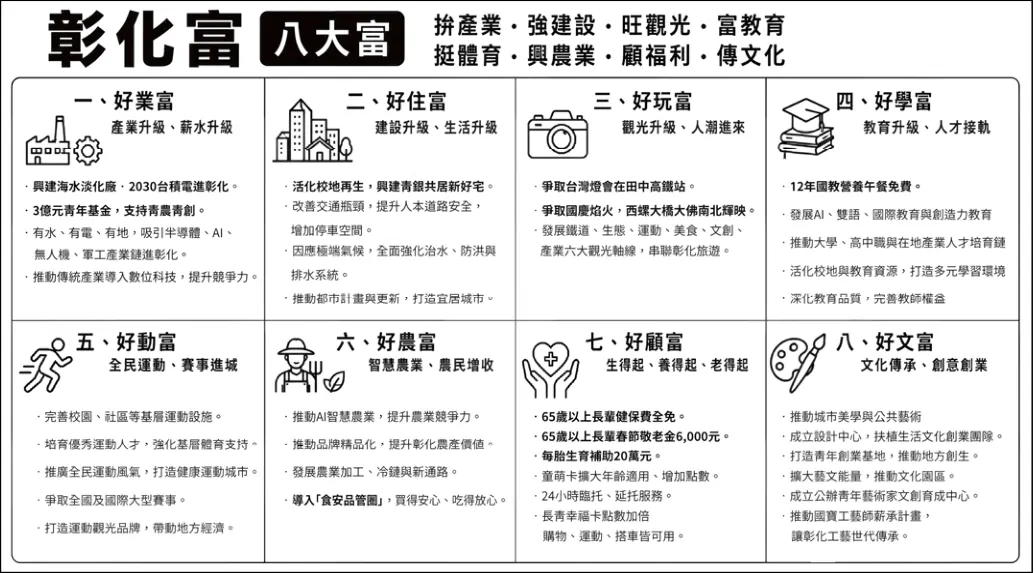 彰化富
八大富
拚產業・強建設・旺觀光・富教育
挺體育・興農業・顧福利・傳文化
一、好業富
產業升級、薪水升級
・興建海水淡化廠・2030台積電進彰化。
・3億元青年基金，支持青農青創。
・有水、有電、有地，吸引半導體、AI、
無人機、軍工產業鏈進彰化。
・推動傳統產業導入數位科技，提升競爭力。
二、好住富
建設升級、生活升級
・活化校地再生，興建青銀共居新好宅。
・改善交通瓶頸，提升人本道路安全，
增加停車空間。
・因應極端氣候，全面強化治水、防洪與
排水系統。
・推動都市計畫與更新，打造宜居城市。
三、好玩富
觀光升級、人潮進來
・爭取台灣燈會在田中高鐵站。
・爭取國慶焰火，西螺大橋大佛南北輝映。
・發展鐵道、生態、運動、美食、文創、
產業六大觀光軸線，串聯彰化旅遊。
四、好學富
教育升級、人才接軌
・12年國教營養午餐免費。
・發展AI、雙語、國際教育與創造力教育
・推動大學、高中職與在地產業人才培育鏈
・活化校地與教育資源，打造多元學習環境
・深化教育品質，完善教師權益
五、好動富
全民運動、賽事進城
・完善校園、社區等基層運動設施。
・培育優秀運動人才，強化基層體育支持。
・推廣全民運動風氣，打造健康運動城市。
・爭取全國及國際大型賽事。
・打造運動觀光品牌，帶動地方經濟。
六、好農富
智慧農業、農民增收
・推動AI智慧農業，提升農業競爭力。
・推動品牌精品化，提升彰化農產價值。
・發展農業加工、冷鏈與新通路。
・導入「食安品管圈」，買得安心、吃得放心。
七、好顧富
生得起、養得起、老得起
・65歲以上長輩健保費全免。
・65歲以上長輩春節敬老金6,000元。
・每胎生育補助20萬元。
・童萌卡擴大年齡適用、增加點數。
・24小時臨托、延托服務。
・長青幸福卡點數加倍
購物、運動、搭車皆可用。
八、好文富
文化傳承、創意創業
・推動城市美學與公共藝術
・成立設計中心，扶植生活文化創業團隊。
・打造青年創業基地，推動地方創生。
・擴大藝文能量，推動文化園區。
・成立公辦青年藝術家文創育成中心。
・推動國寶工藝師薪承計畫，
讓彰化工藝世代傳承。